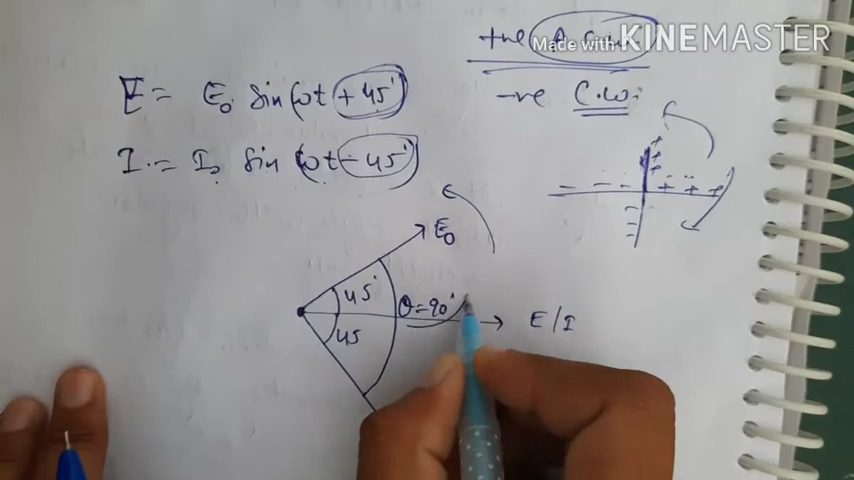 +ve A.C.W.
Made with KINEMASTER
E = E₀ sin(ωt + 45°)
-ve C.W.
I = I₀ sin(ωt - 45°)
+ + +
- - - + + + +
- - -
E₀
45°
θ=90°
E/I
45